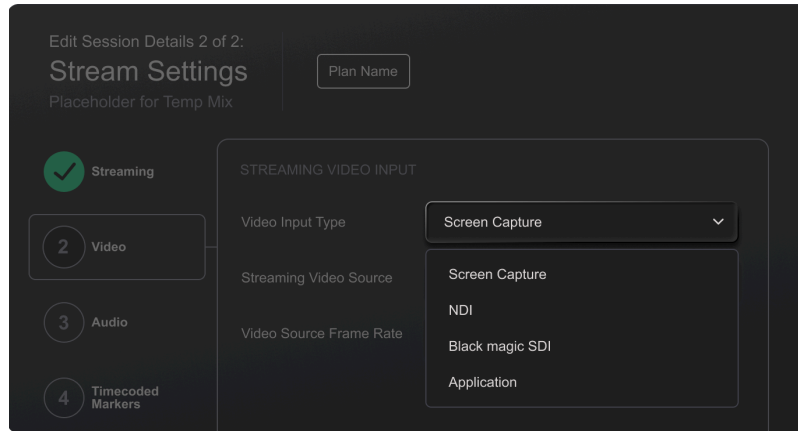 Edit Session Details 2 of 2:
Stream Settings
Plan Name
Placeholder for Temp Mix
Streaming
STREAMING VIDEO INPUT
Video Input Type
Screen Capture
2
Video
Streaming Video Source
Screen Capture
NDI
3
Audio
Video Source Frame Rate
Black magic SDI
Application
4
Timecoded
Markers